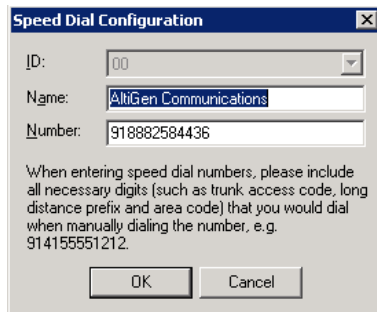 Speed Dial Configuration
ID: 00
Name: AltiGen Communications
Number: 918882584436
When entering speed dial numbers, please include
all necessary digits (such as trunk access code, long
distance prefix and area code) that you would dial
when manually dialing the number, e.g.
914155551212.
OK Cancel